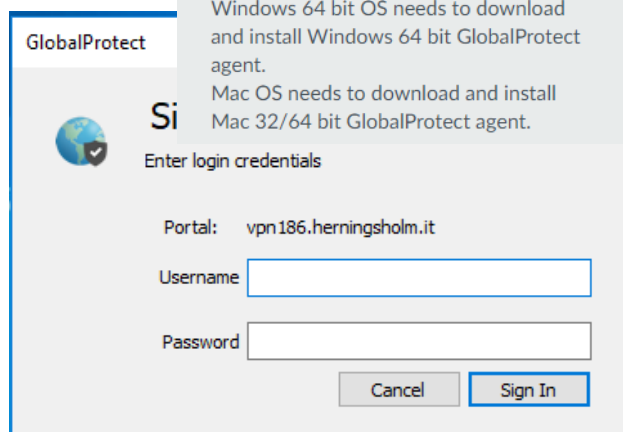 Windows 64 bit OS needs to download
and install Windows 64 bit GlobalProtect
agent.
Mac OS needs to download and install
Mac 32/64 bit GlobalProtect agent.
GlobalProtect
Si
Enter login credentials
Portal: vpn186.herningsholm.it
Username
Password
Cancel Sign In